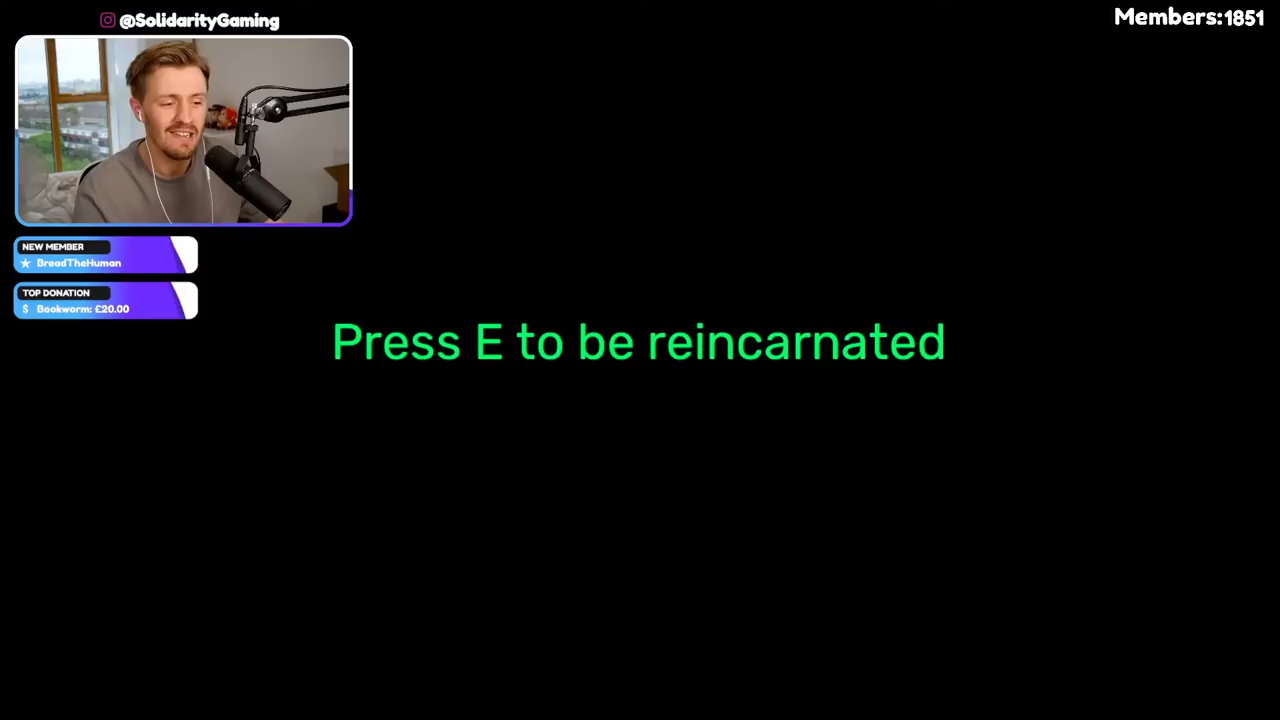 @SolidarityGaming
Members: 1851
NEW MEMBER
BreadTheHuman
TOP DONATION
$ Bookworm: £20.00
Press E to be reincarnated